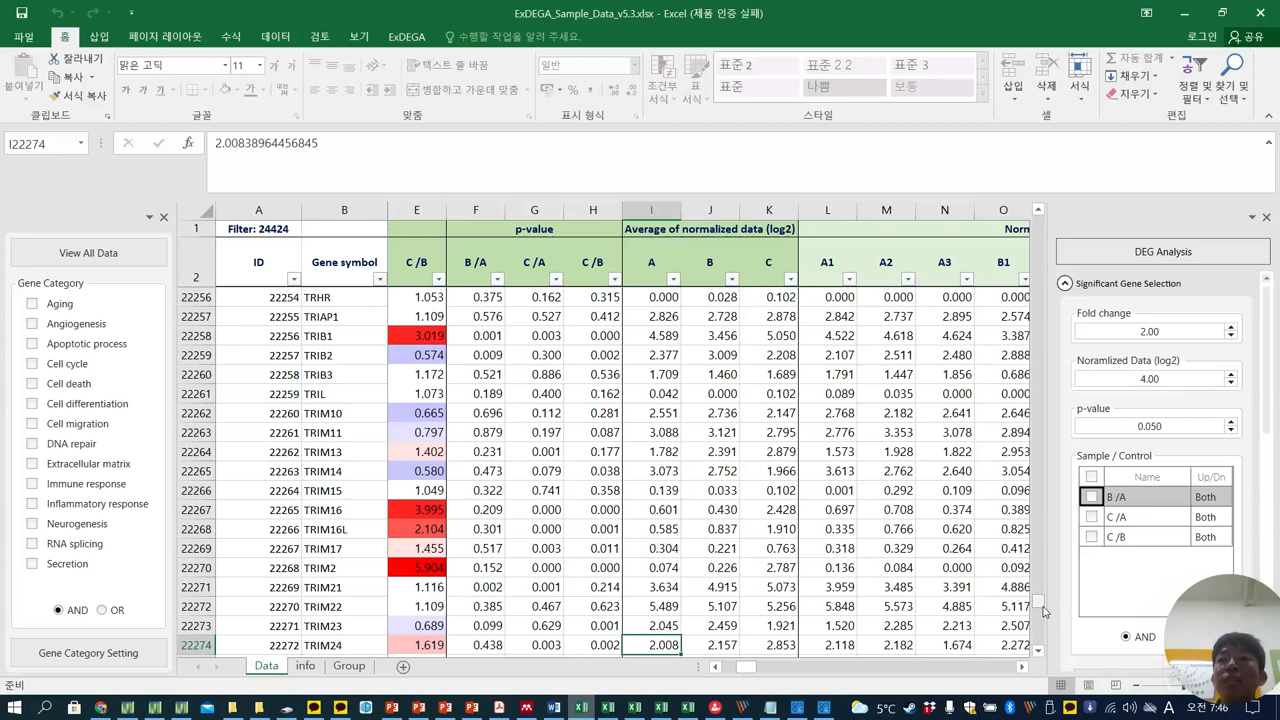 ExDEGA_Sample_Data_v5.3.xlsx - Excel (제품 인증 실패)
파일 홈 삽입 페이지 레이아웃 수식 데이터 검토 보기 ExDEGA 수행할 작업을 알려 주세요. 로그인 공유
붙여넣기 잘라내기 복사 서식 복사
맑은 고딕 11 가 가
가 가 가
텍스트 줄 바꿈
병합하고 가운데 맞춤
일반
조건부 서식 표 서식
표준 2 표준 2 2 표준 3
표준 나쁨 보통
삽입 삭제 서식
자동 합계 채우기 지우기
정렬 및 필터 찾기 및 선택
클립보드 글꼴 맞춤 표시 형식 스타일 셀 편집
I22274 fx 2.00838964456845
View All Data
Gene Category
Aging
Angiogenesis
Apoptotic process
Cell cycle
Cell death
Cell differentiation
Cell migration
DNA repair
Extracellular matrix
Immune response
Inflammatory response
Neurogenesis
RNA splicing
Secretion
AND OR
Gene Category Setting
A B E F G H I J K L M N O
1 Filter: 24424 p-value Average of normalized data (log2) Norn
2 ID Gene symbol C /B B /A C /A C /B A B C A1 A2 A3 B1
22256 22254 TRHR 1.053 0.375 0.162 0.315 0.000 0.028 0.102 0.000 0.000 0.000 0.000
22257 22255 TRIAP1 1.109 0.576 0.527 0.412 2.826 2.728 2.878 2.842 2.737 2.895 2.574
22258 22256 TRIB1 3.019 0.001 0.003 0.000 4.589 3.456 5.050 4.522 4.618 4.624 3.387
22259 22257 TRIB2 0.574 0.009 0.300 0.002 2.377 3.009 2.208 2.107 2.511 2.480 2.888
22260 22258 TRIB3 1.172 0.521 0.886 0.536 1.709 1.460 1.689 1.791 1.447 1.856 0.686
22261 22259 TRIL 1.073 0.189 0.400 0.162 0.042 0.000 0.102 0.089 0.035 0.000 0.000
22262 22260 TRIM10 0.665 0.696 0.112 0.281 2.551 2.736 2.147 2.768 2.182 2.641 2.646
22263 22261 TRIM11 0.797 0.879 0.197 0.087 3.088 3.121 2.795 2.776 3.353 3.078 2.894
22264 22262 TRIM13 1.402 0.231 0.001 0.177 1.782 2.391 2.879 1.573 1.928 1.822 2.953
22265 22263 TRIM14 0.580 0.473 0.079 0.038 3.073 2.752 1.966 3.613 2.762 2.640 3.054
22266 22264 TRIM15 1.049 0.322 0.741 0.358 0.139 0.033 0.102 0.001 0.292 0.109 0.096
22267 22265 TRIM16 3.995 0.209 0.000 0.000 0.601 0.430 2.428 0.697 0.708 0.374 0.389
22268 22266 TRIM16L 2.104 0.301 0.001 0.000 0.585 0.837 1.910 0.335 0.766 0.620 0.825
22269 22267 TRIM17 1.455 0.517 0.003 0.011 0.304 0.221 0.763 0.318 0.329 0.264 0.412
22270 22268 TRIM2 5.904 0.152 0.000 0.000 0.074 0.226 2.787 0.136 0.084 0.000 0.092
22271 22269 TRIM21 1.116 0.002 0.001 0.214 3.634 4.915 5.073 3.959 3.485 3.391 4.886
22272 22270 TRIM22 1.109 0.385 0.467 0.623 5.489 5.107 5.256 5.848 5.573 4.885 5.117
22273 22271 TRIM23 0.689 0.099 0.629 0.001 2.045 2.459 1.921 1.520 2.285 2.213 2.507
22274 22272 TRIM24 1.619 0.438 0.003 0.002 2.008 2.157 2.853 2.118 2.182 1.674 2.272
DEG Analysis
Significant Gene Selection
Fold change
2.00
Noramlized Data (log2)
4.00
p-value
0.050
Sample / Control
Name Up/Dn
B /A Both
C /A Both
C /B Both
AND
Data info Group
준비
5°C A 오전 7:46